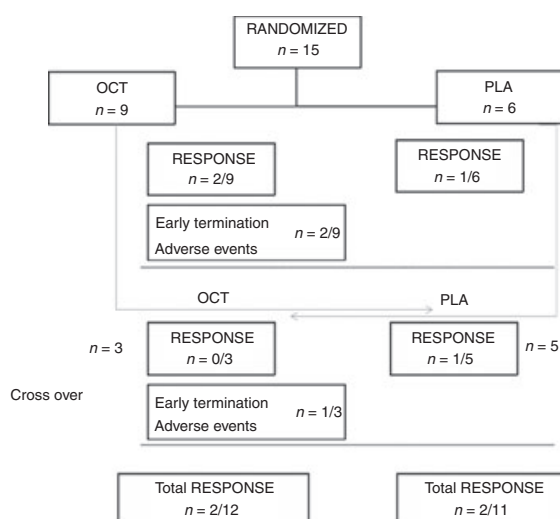 RANDOMIZED
n = 15
OCT
n = 9
PLA
n = 6
RESPONSE
n = 2/9
RESPONSE
n = 1/6
Early termination
Adverse events
n = 2/9
OCT
PLA
n = 3
RESPONSE
n = 0/3
RESPONSE
n = 1/5
n = 5
Cross over
Early termination
Adverse events
n = 1/3
Total RESPONSE
n = 2/12
Total RESPONSE
n = 2/11